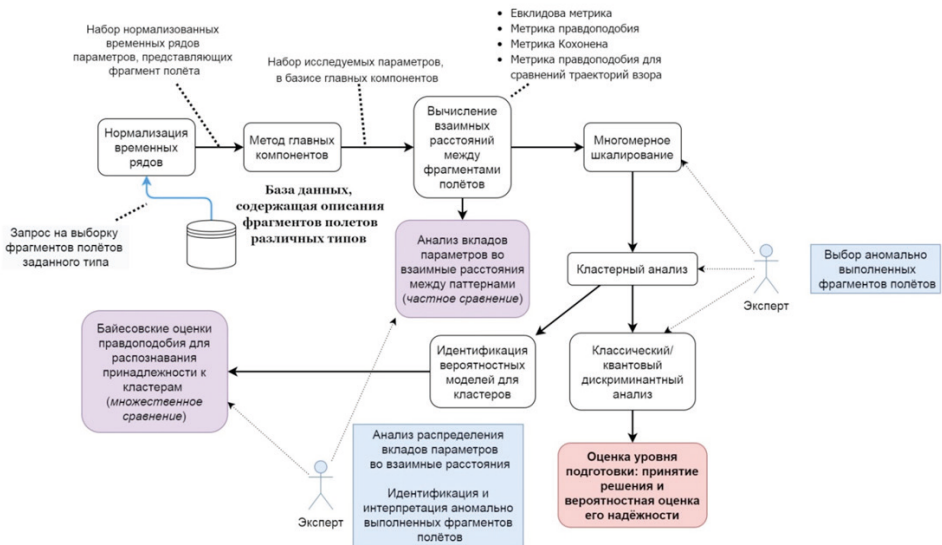 Набор нормализованных
временных рядов
параметров, представляющих
фрагмент полёта
Набор исследуемых параметров,
в базисе главных компонентов
• Евклидова метрика
• Метрика правдоподобия
• Метрика Кохонена
• Метрика правдоподобия для
сравнений траекторий взора
Нормализация
временных
рядов
Метод главных
компонентов
Вычисление
взаимных
расстояний
между
фрагментами
полётов
Многомерное
шкалирование
База данных,
содержащая описания
фрагментов полетов
различных типов
Запрос на выборку
фрагментов полётов
заданного типа
Анализ вкладов
параметров во
взаимные расстояния
между паттернами
(частное сравнение)
Кластерный анализ
Эксперт
Выбор аномально
выполненных
фрагментов полётов
Байесовские оценки
правдоподобия для
распознавания
принадлежности к
кластерам
(множественное
сравнение)
Идентификация
вероятностных
моделей для
кластеров
Классический/
квантовый
дискриминантный
анализ
Эксперт
Анализ распределения
вкладов параметров
во взаимные расстояния
Идентификация и
интерпретация аномально
выполненных фрагментов
полётов
Оценка уровня
подготовки: принятие
решения и
вероятностная оценка
его надёжности